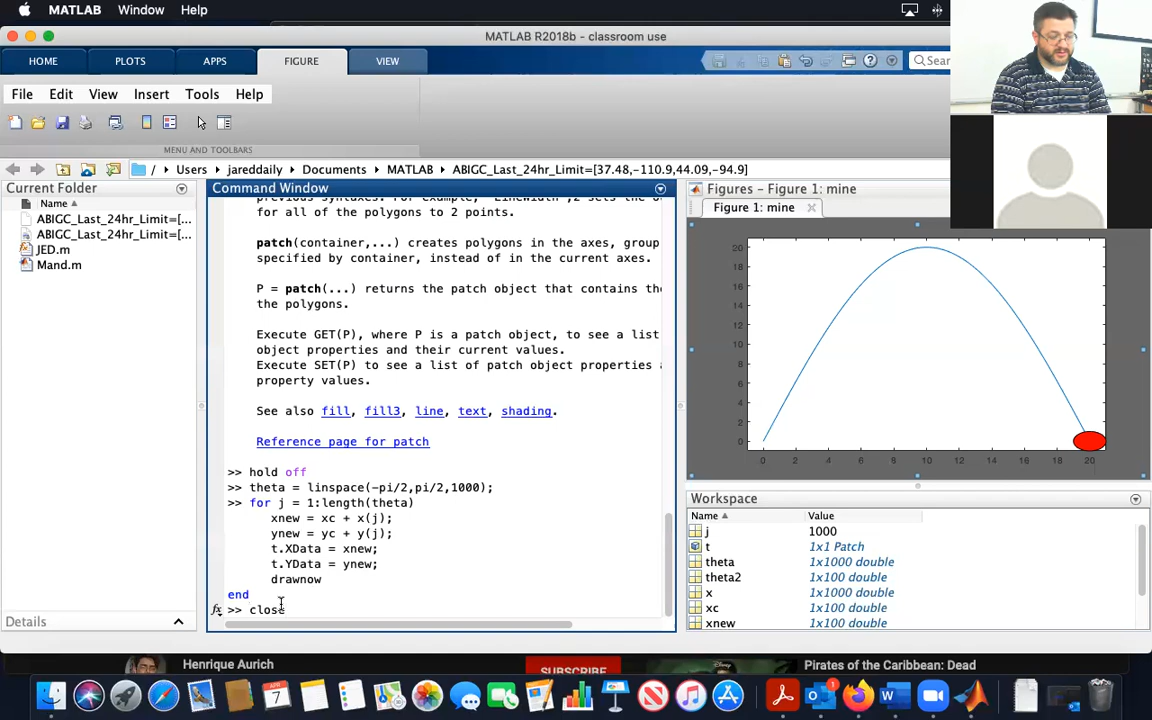 MATLAB Window Help
MATLAB R2018b - classroom use
HOME PLOTS APPS FIGURE VIEW
Sear
File Edit View Insert Tools Help
MENU AND TOOLBARS
/ Users jareddaily Documents MATLAB ABIGC_Last_24hr_Limit=[37.48,-110.9,44.09,-94.9]
Current Folder
Name
ABIGC_Last_24hr_Limit=[...
ABIGC_Last_24hr_Limit=[...
JED.m
Mand.m
Details
Command Window
for all of the polygons to 2 points.
patch(container,...) creates polygons in the axes, group
specified by container, instead of in the current axes.
P = patch(...) returns the patch object that contains the
the polygons.
Execute GET(P), where P is a patch object, to see a list
object properties and their current values.
Execute SET(P) to see a list of patch object properties a
property values.
See also fill, fill3, line, text, shading.
Reference page for patch
>> hold off
>> theta = linspace(-pi/2,pi/2,1000);
>> for j = 1:length(theta)
xnew = xc + x(j);
ynew = yc + y(j);
t.XData = xnew;
t.YData = ynew;
drawnow
end
fx >> close
Figures - Figure 1: mine
Figure 1: mine
20
18
16
14
12
10
8
6
4
2
0
0 2 4 6 8 10 12 14 16 18 20
Workspace
Name Value
j 1000
t 1x1 Patch
theta 1x1000 double
theta2 1x100 double
x 1x1000 double
xc 1x100 double
xnew 1x100 double
Henrique Aurich
SUBSCRIBE
Pirates of the Caribbean: Dead
APR
7
1